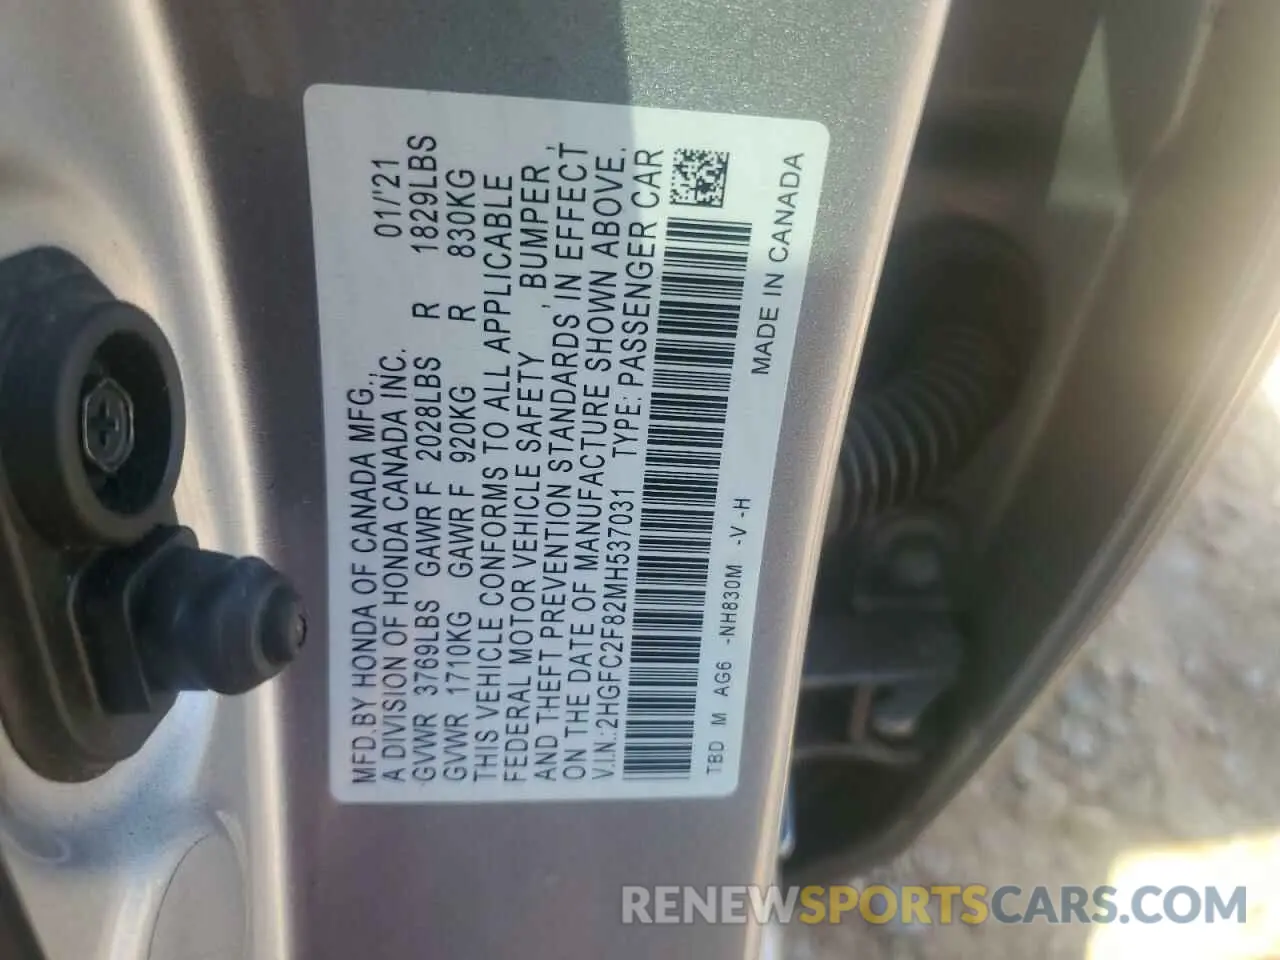 MFD. BY HONDA OF CANADA MFG.,
A DIVISION OF HONDA CANADA INC. 01/'21
GVWR 3769LBS GAWR F 2028LBS R 1829LBS
GVWR 1710KG GAWR F 920KG R 830KG
THIS VEHICLE CONFORMS TO ALL APPLICABLE
FEDERAL MOTOR VEHICLE SAFETY, BUMPER,
AND THEFT PREVENTION STANDARDS IN EFFECT
ON THE DATE OF MANUFACTURE SHOWN ABOVE.
V.I.N.:2HGFC2F82MH537031 TYPE: PASSENGER CAR
TBD M AG6 -NH830M -V -H MADE IN CANADA
RENEWSPORTSCARS.COM